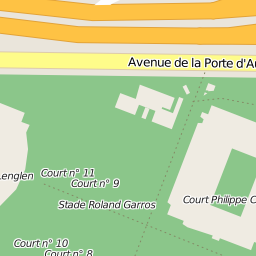 Avenue de la Porte d'Au
Court n° 11
Lenglen
Court n° 9
Court Philippe C
Stade Roland Garros
Court n° 10
Court n° 8